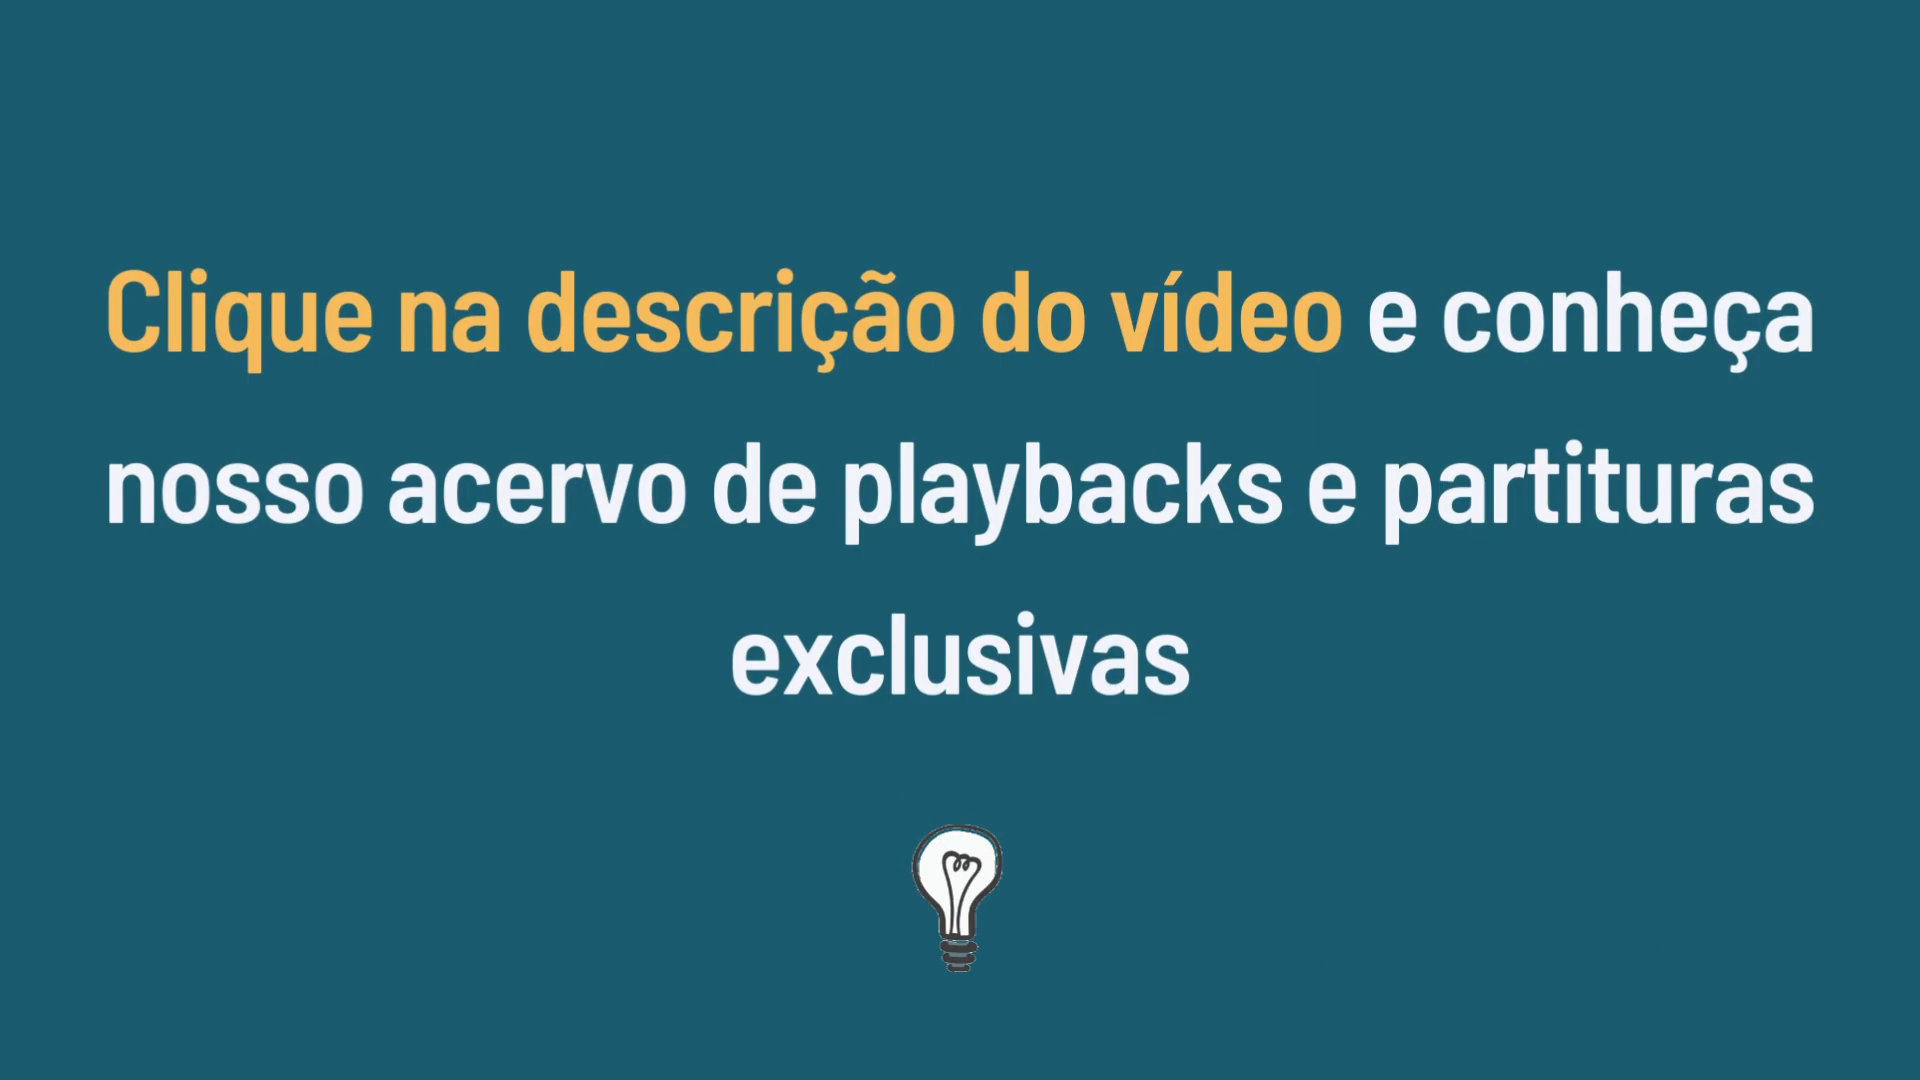 Clique na descrição do vídeo e conheça
nosso acervo de playbacks e partituras
exclusivas